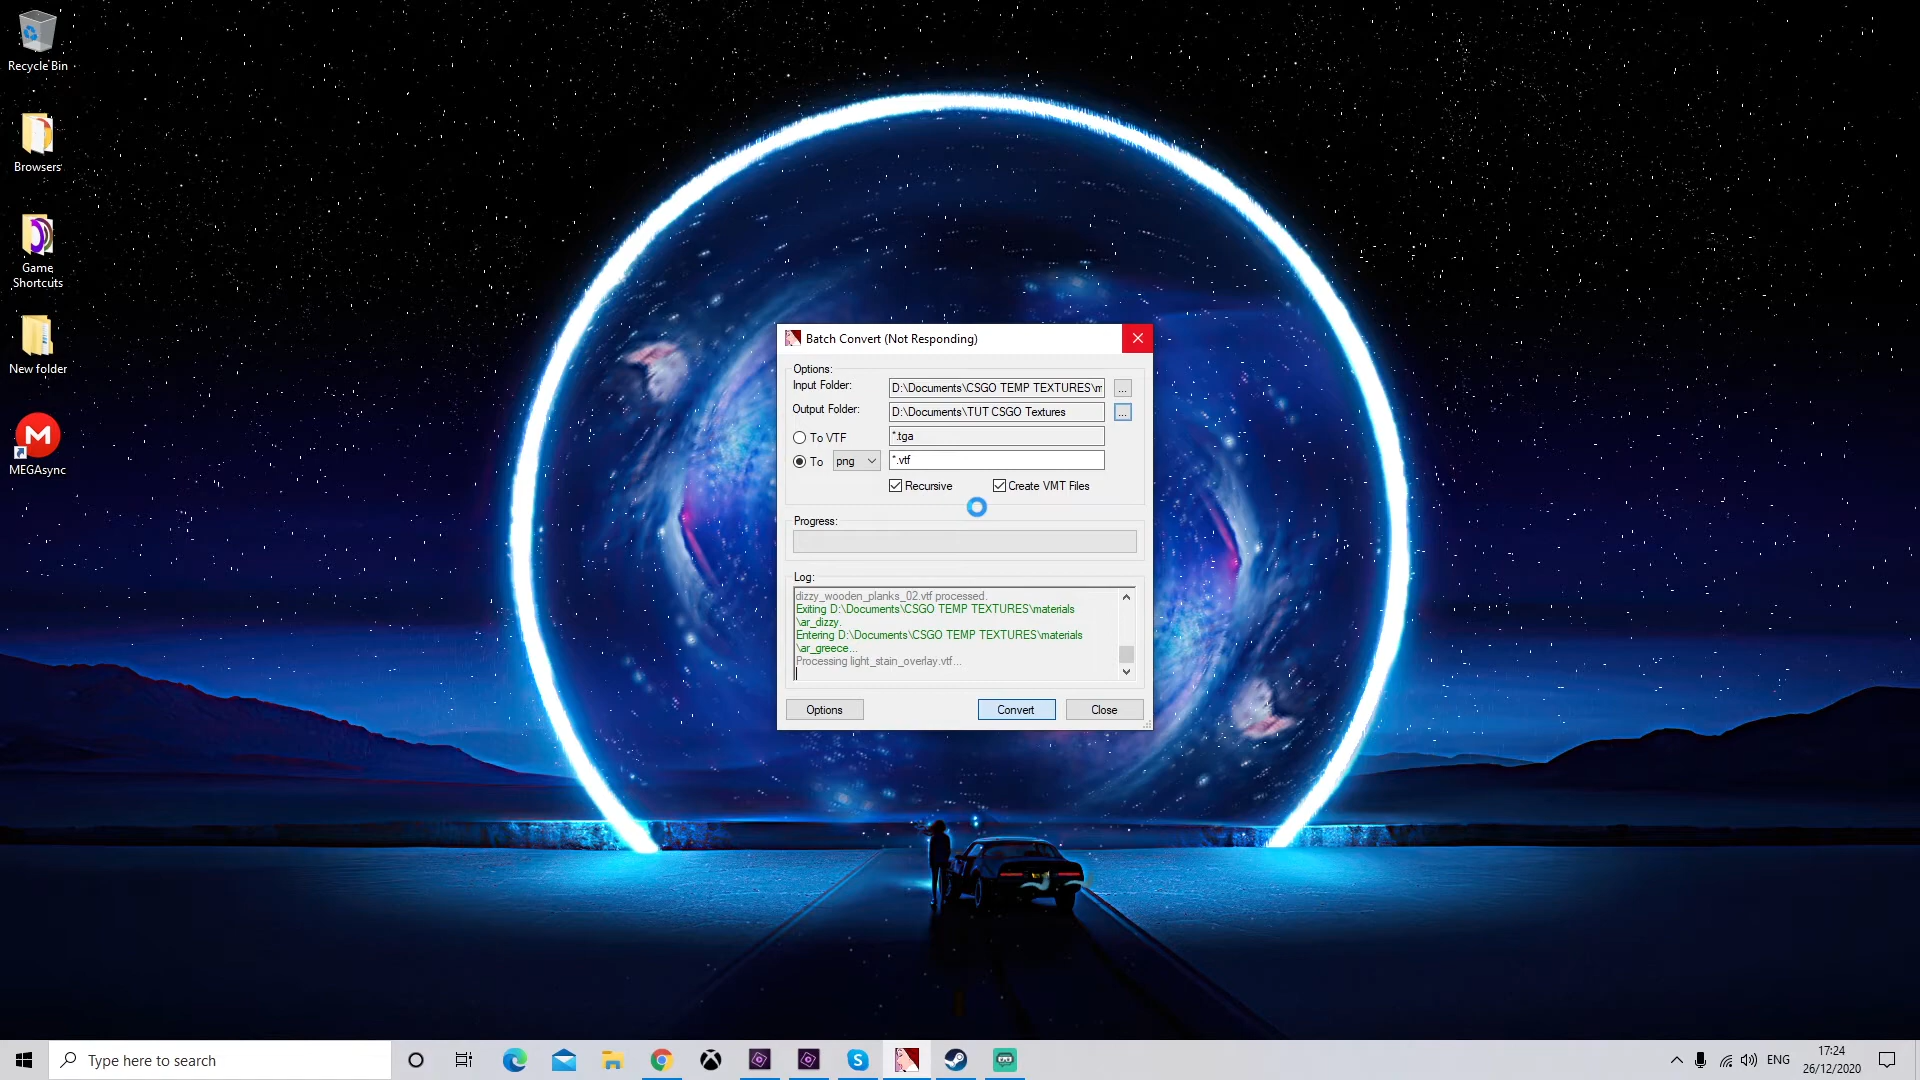 Recycle Bin
Browsers
Game
Shortcuts
New folder
MEGAsync
Batch Convert (Not Responding)
Options:
Input Folder:
D:\Documents\CSGO TEMP TEXTURES\m
...
Output Folder:
D:\Documents\TUT CSGO Textures
...
To VTF
*.tga
To
png
*.vtf
Recursive
Create VMT Files
Progress:
Log:
dizzy_wooden_planks_02.vtf processed.
Exiting D:\Documents\CSGO TEMP TEXTURES\materials
\ar_dizzy.
Entering D:\Documents\CSGO TEMP TEXTURES\materials
\ar_greece...
Processing light_stain_overlay.vtf...
Options
Convert
Close
Type here to search
ENG
17:24
26/12/2020